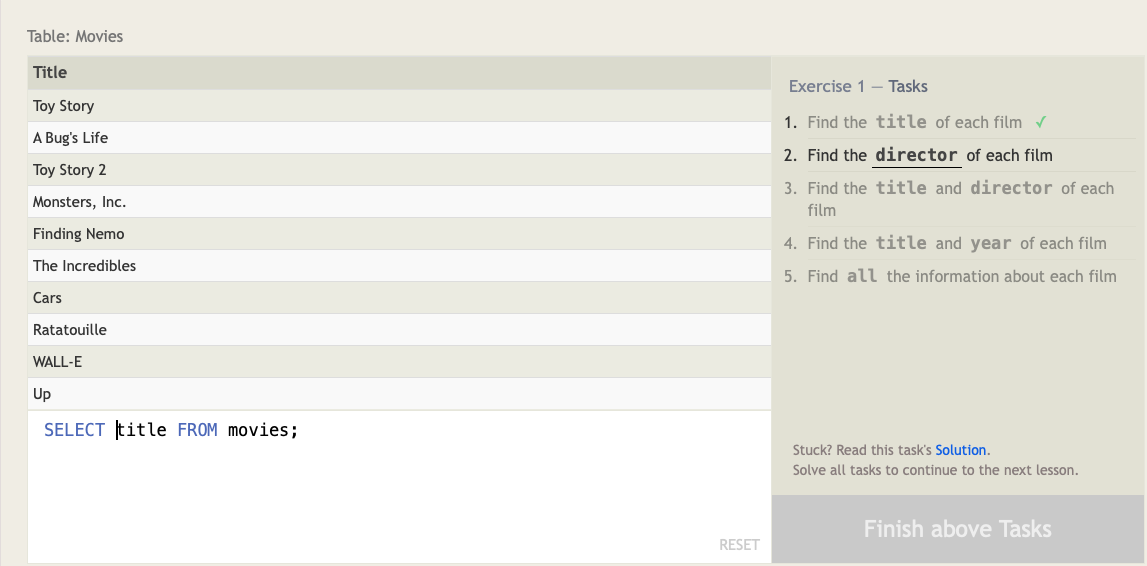 Table: Movies
Title
Toy Story
A Bug's Life
Toy Story 2
Monsters, Inc.
Finding Nemo
The Incredibles
Cars
Ratatouille
WALL-E
Up
SELECT title FROM movies;
RESET
Exercise 1 — Tasks
1. Find the title of each film ✓
2. Find the director of each film
3. Find the title and director of each
film
4. Find the title and year of each film
5. Find all the information about each film
Stuck? Read this task's Solution.
Solve all tasks to continue to the next lesson.
Finish above Tasks